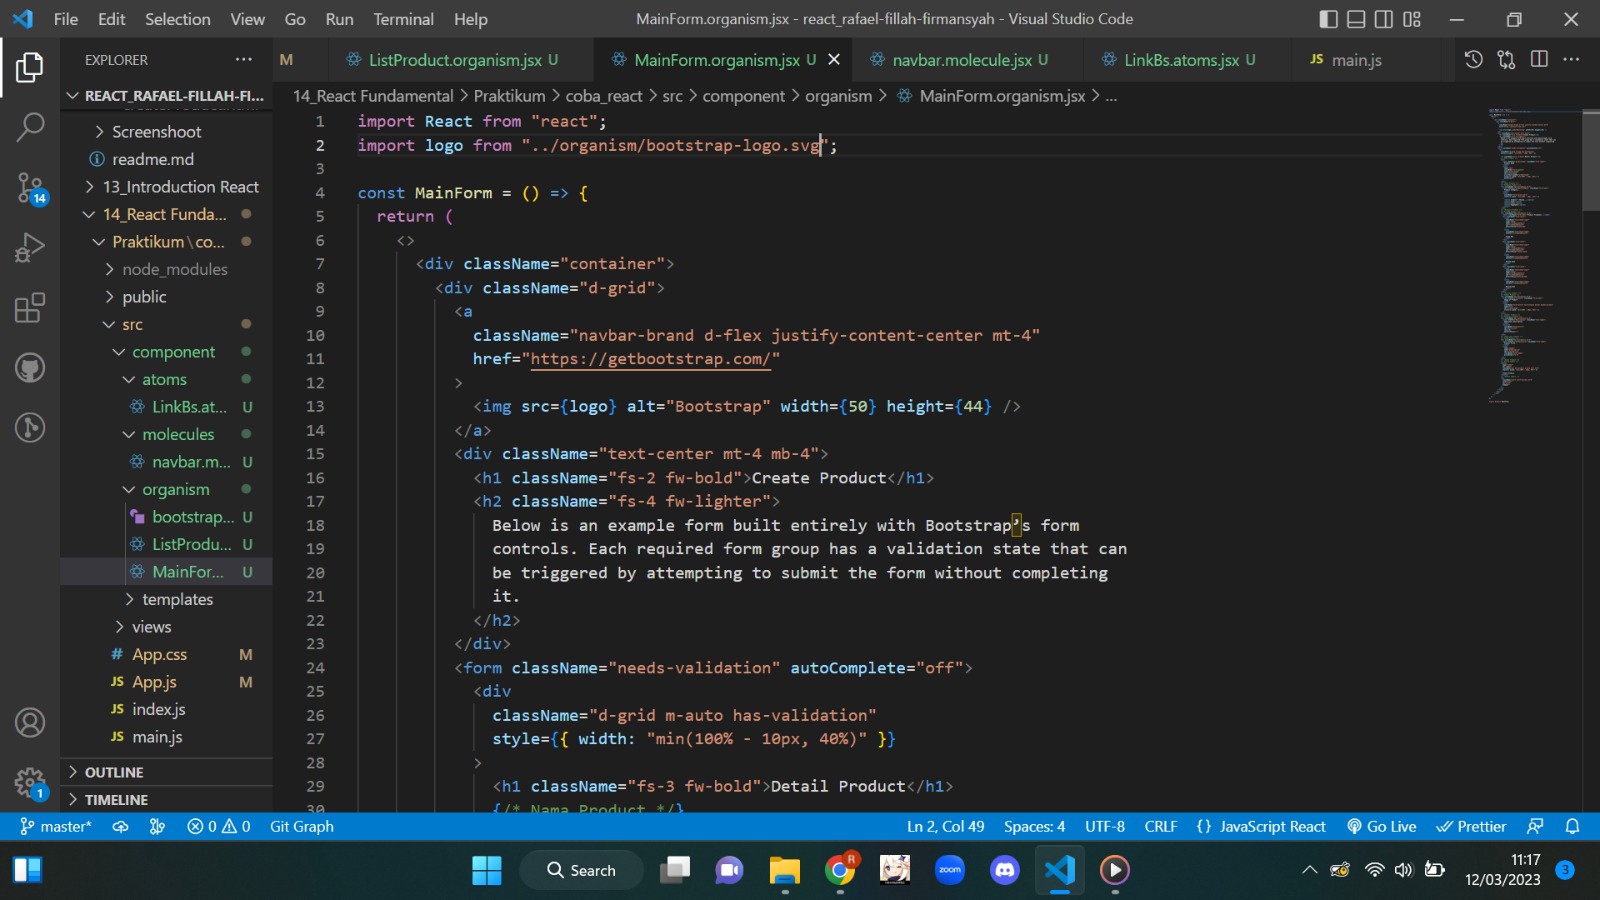 File Edit Selection View Go Run Terminal Help
MainForm.organism.jsx - react_rafael-fillah-firmansyah - Visual Studio Code
EXPLORER ...
M ListProduct.organism.jsx U MainForm.organism.jsx U navbar.molecule.jsx U LinkBs.atoms.jsx U JS main.js
REACT_RAFAEL-FILLAH-FI...
Screenshoot
readme.md
13_Introduction React
14_React Funda...
Praktikum\co...
node_modules
public
src
component
atoms
LinkBs.at... U
molecules
navbar.m... U
organism
bootstrap... U
ListProdu... U
MainFor... U
templates
views
# App.css M
JS App.js M
JS index.js
JS main.js
OUTLINE
TIMELINE
14
1
14_React Fundamental > Praktikum > coba_react > src > component > organism > MainForm.organism.jsx > ...
1 import React from "react";
2 import logo from "../organism/bootstrap-logo.svg";
3
4 const MainForm = () => {
5 return (
6 <>
7 <div className="container">
8 <div className="d-grid">
9 <a
10 className="navbar-brand d-flex justify-content-center mt-4"
11 href="https://getbootstrap.com/"
12 >
13 <img src={logo} alt="Bootstrap" width={50} height={44} />
14 </a>
15 <div className="text-center mt-4 mb-4">
16 <h1 className="fs-2 fw-bold">Create Product</h1>
17 <h2 className="fs-4 fw-lighter">
18 Below is an example form built entirely with Bootstrap’s form
19 controls. Each required form group has a validation state that can
20 be triggered by attempting to submit the form without completing
21 it.
22 </h2>
23 </div>
24 <form className="needs-validation" autoComplete="off">
25 <div
26 className="d-grid m-auto has-validation"
27 style={{ width: "min(100% - 10px, 40%)" }}
28 >
29 <h1 className="fs-3 fw-bold">Detail Product</h1>
30 {/* Nama Product */}
master* 0 0 Git Graph
Ln 2, Col 49 Spaces: 4 UTF-8 CRLF {} JavaScript React Go Live Prettier
Search
R
zoom
11:17
12/03/2023
3